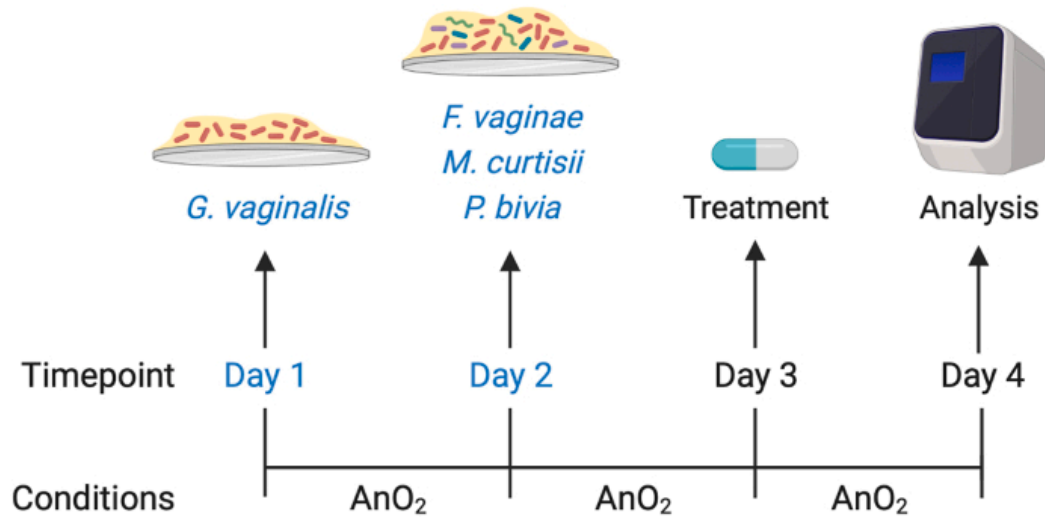 F. vaginae
M. curtisii
G. vaginalis P. bivia Treatment Analysis
Timepoint Day 1 Day 2 Day 3 Day 4
Conditions AnO₂ AnO₂ AnO₂